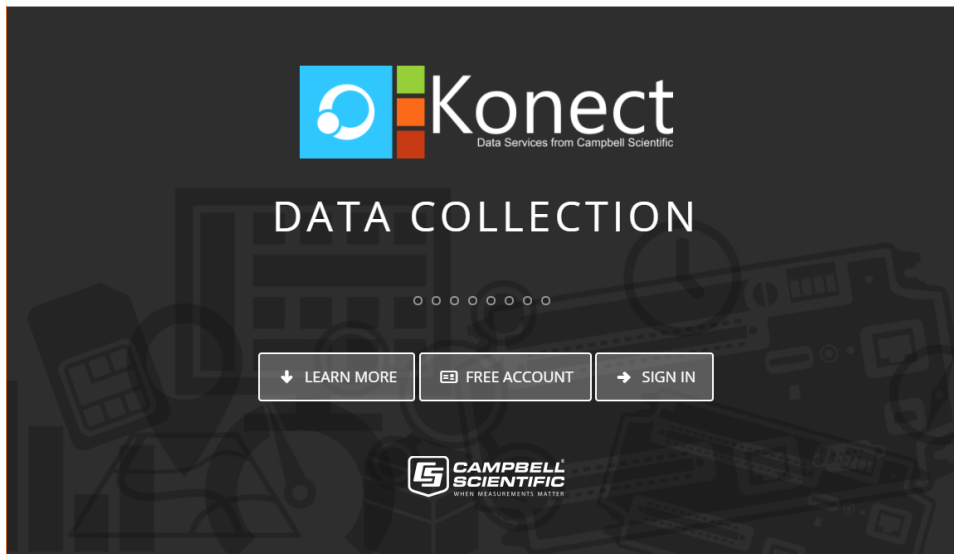 Konect
Data Services from Campbell Scientific
DATA COLLECTION
LEARN MORE
FREE ACCOUNT
SIGN IN
CAMPBELL®
SCIENTIFIC
WHEN MEASUREMENTS MATTER